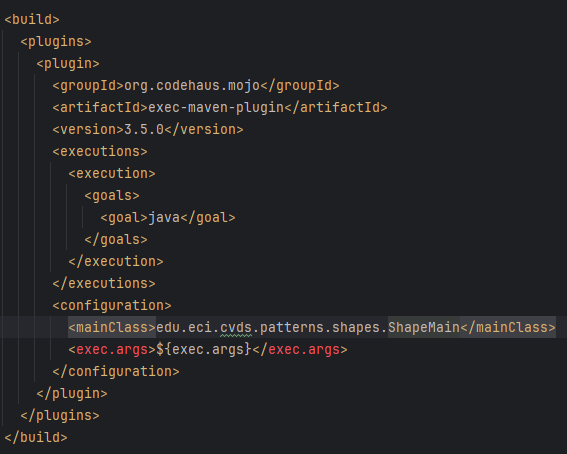 <build>
<plugins>
<plugin>
<groupId>org.codehaus.mojo</groupId>
<artifactId>exec-maven-plugin</artifactId>
<version>3.5.0</version>
<executions>
<execution>
<goals>
<goal>java</goal>
</goals>
</execution>
</executions>
<configuration>
<mainClass>edu.eci.cvds.patterns.shapes.ShapeMain</mainClass>
<exec.args>${exec.args}</exec.args>
</configuration>
</plugin>
</plugins>
</build>